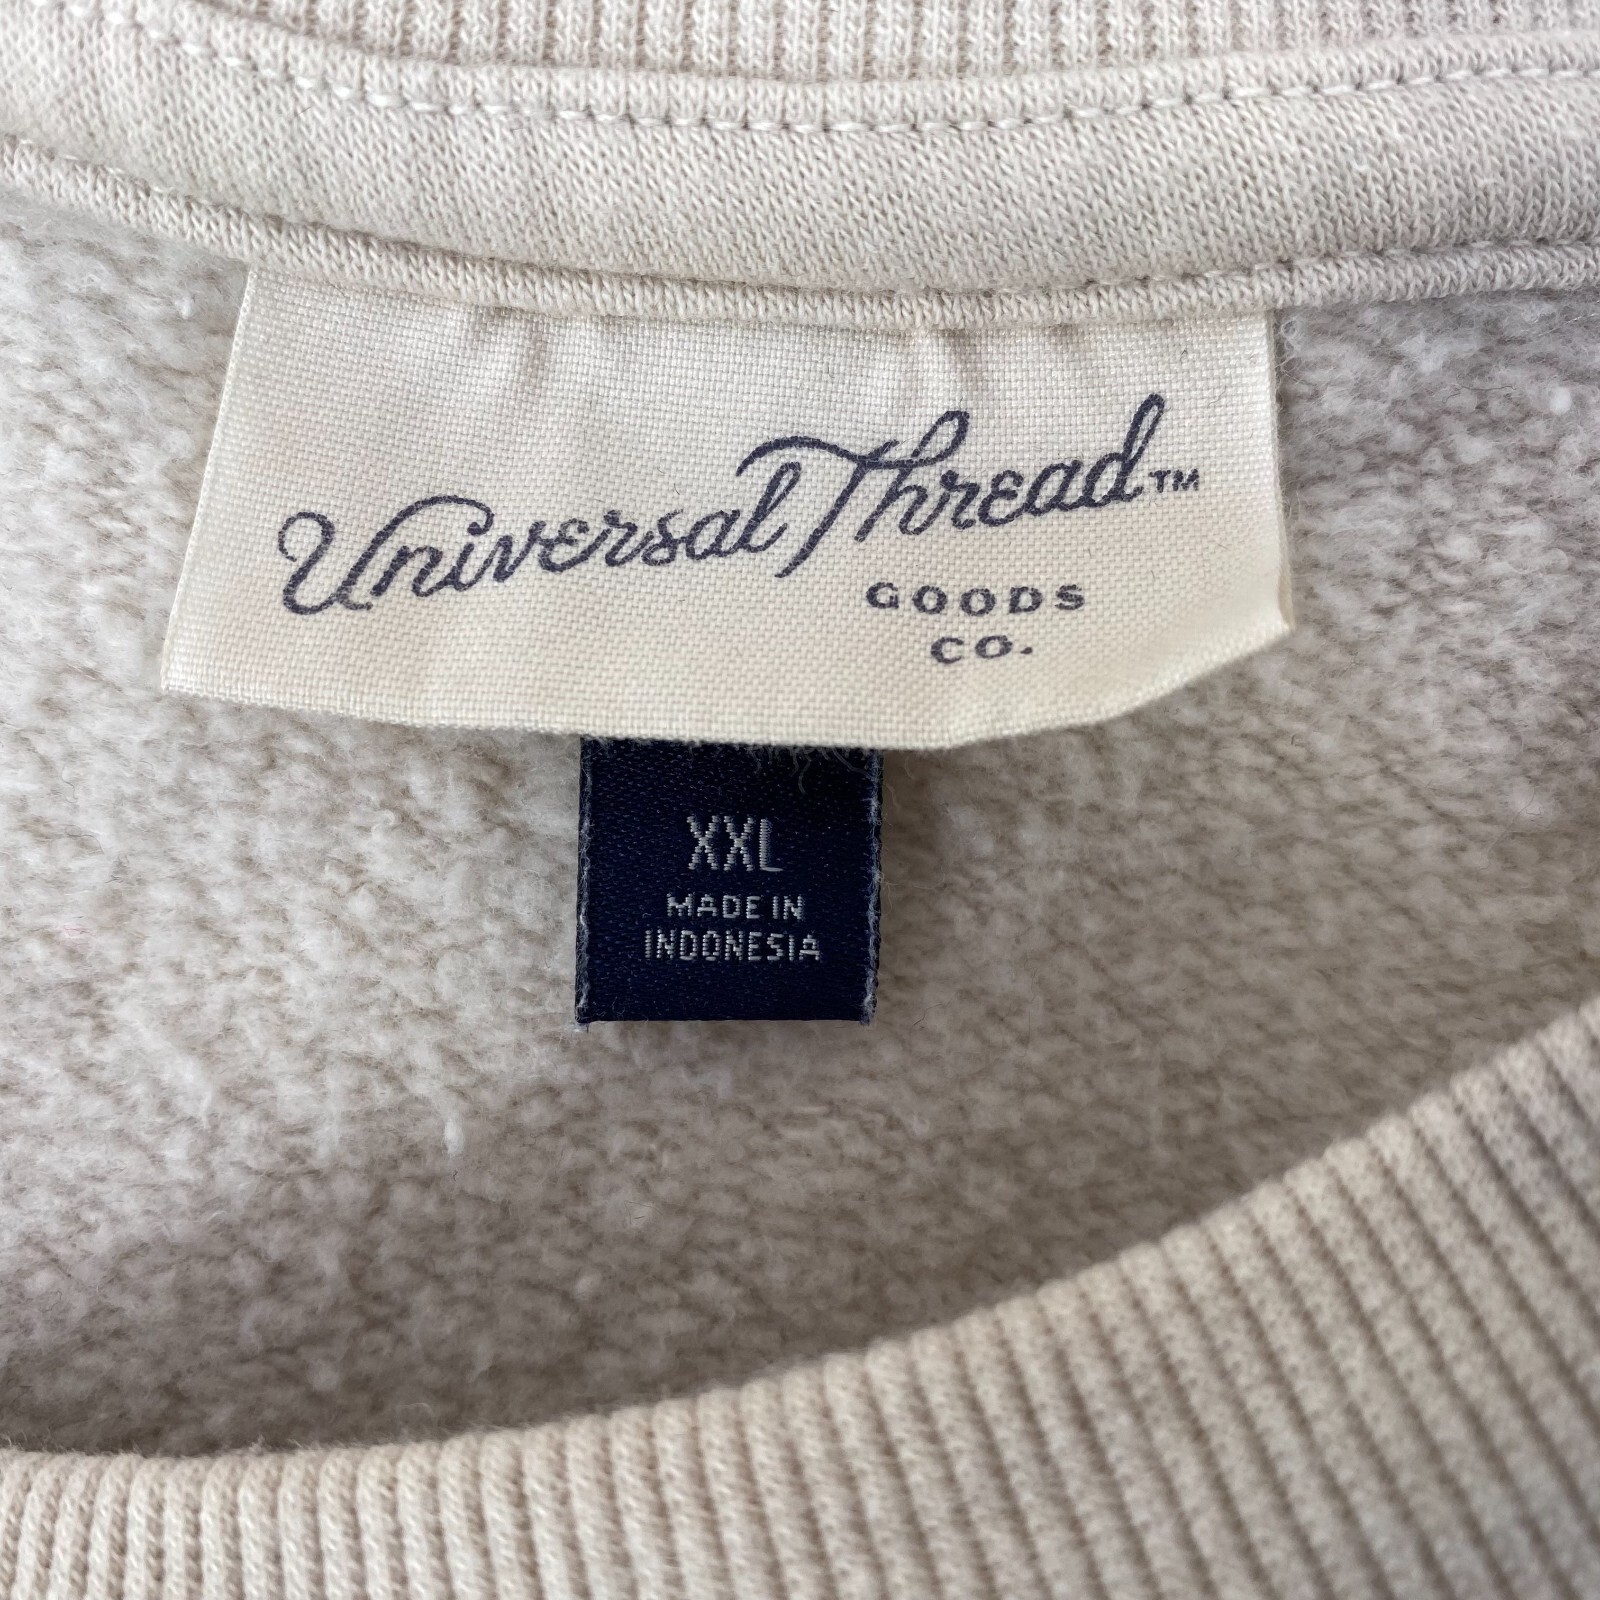 Universal Thread™
GOODS
CO.
XXL
MADE IN
INDONESIA